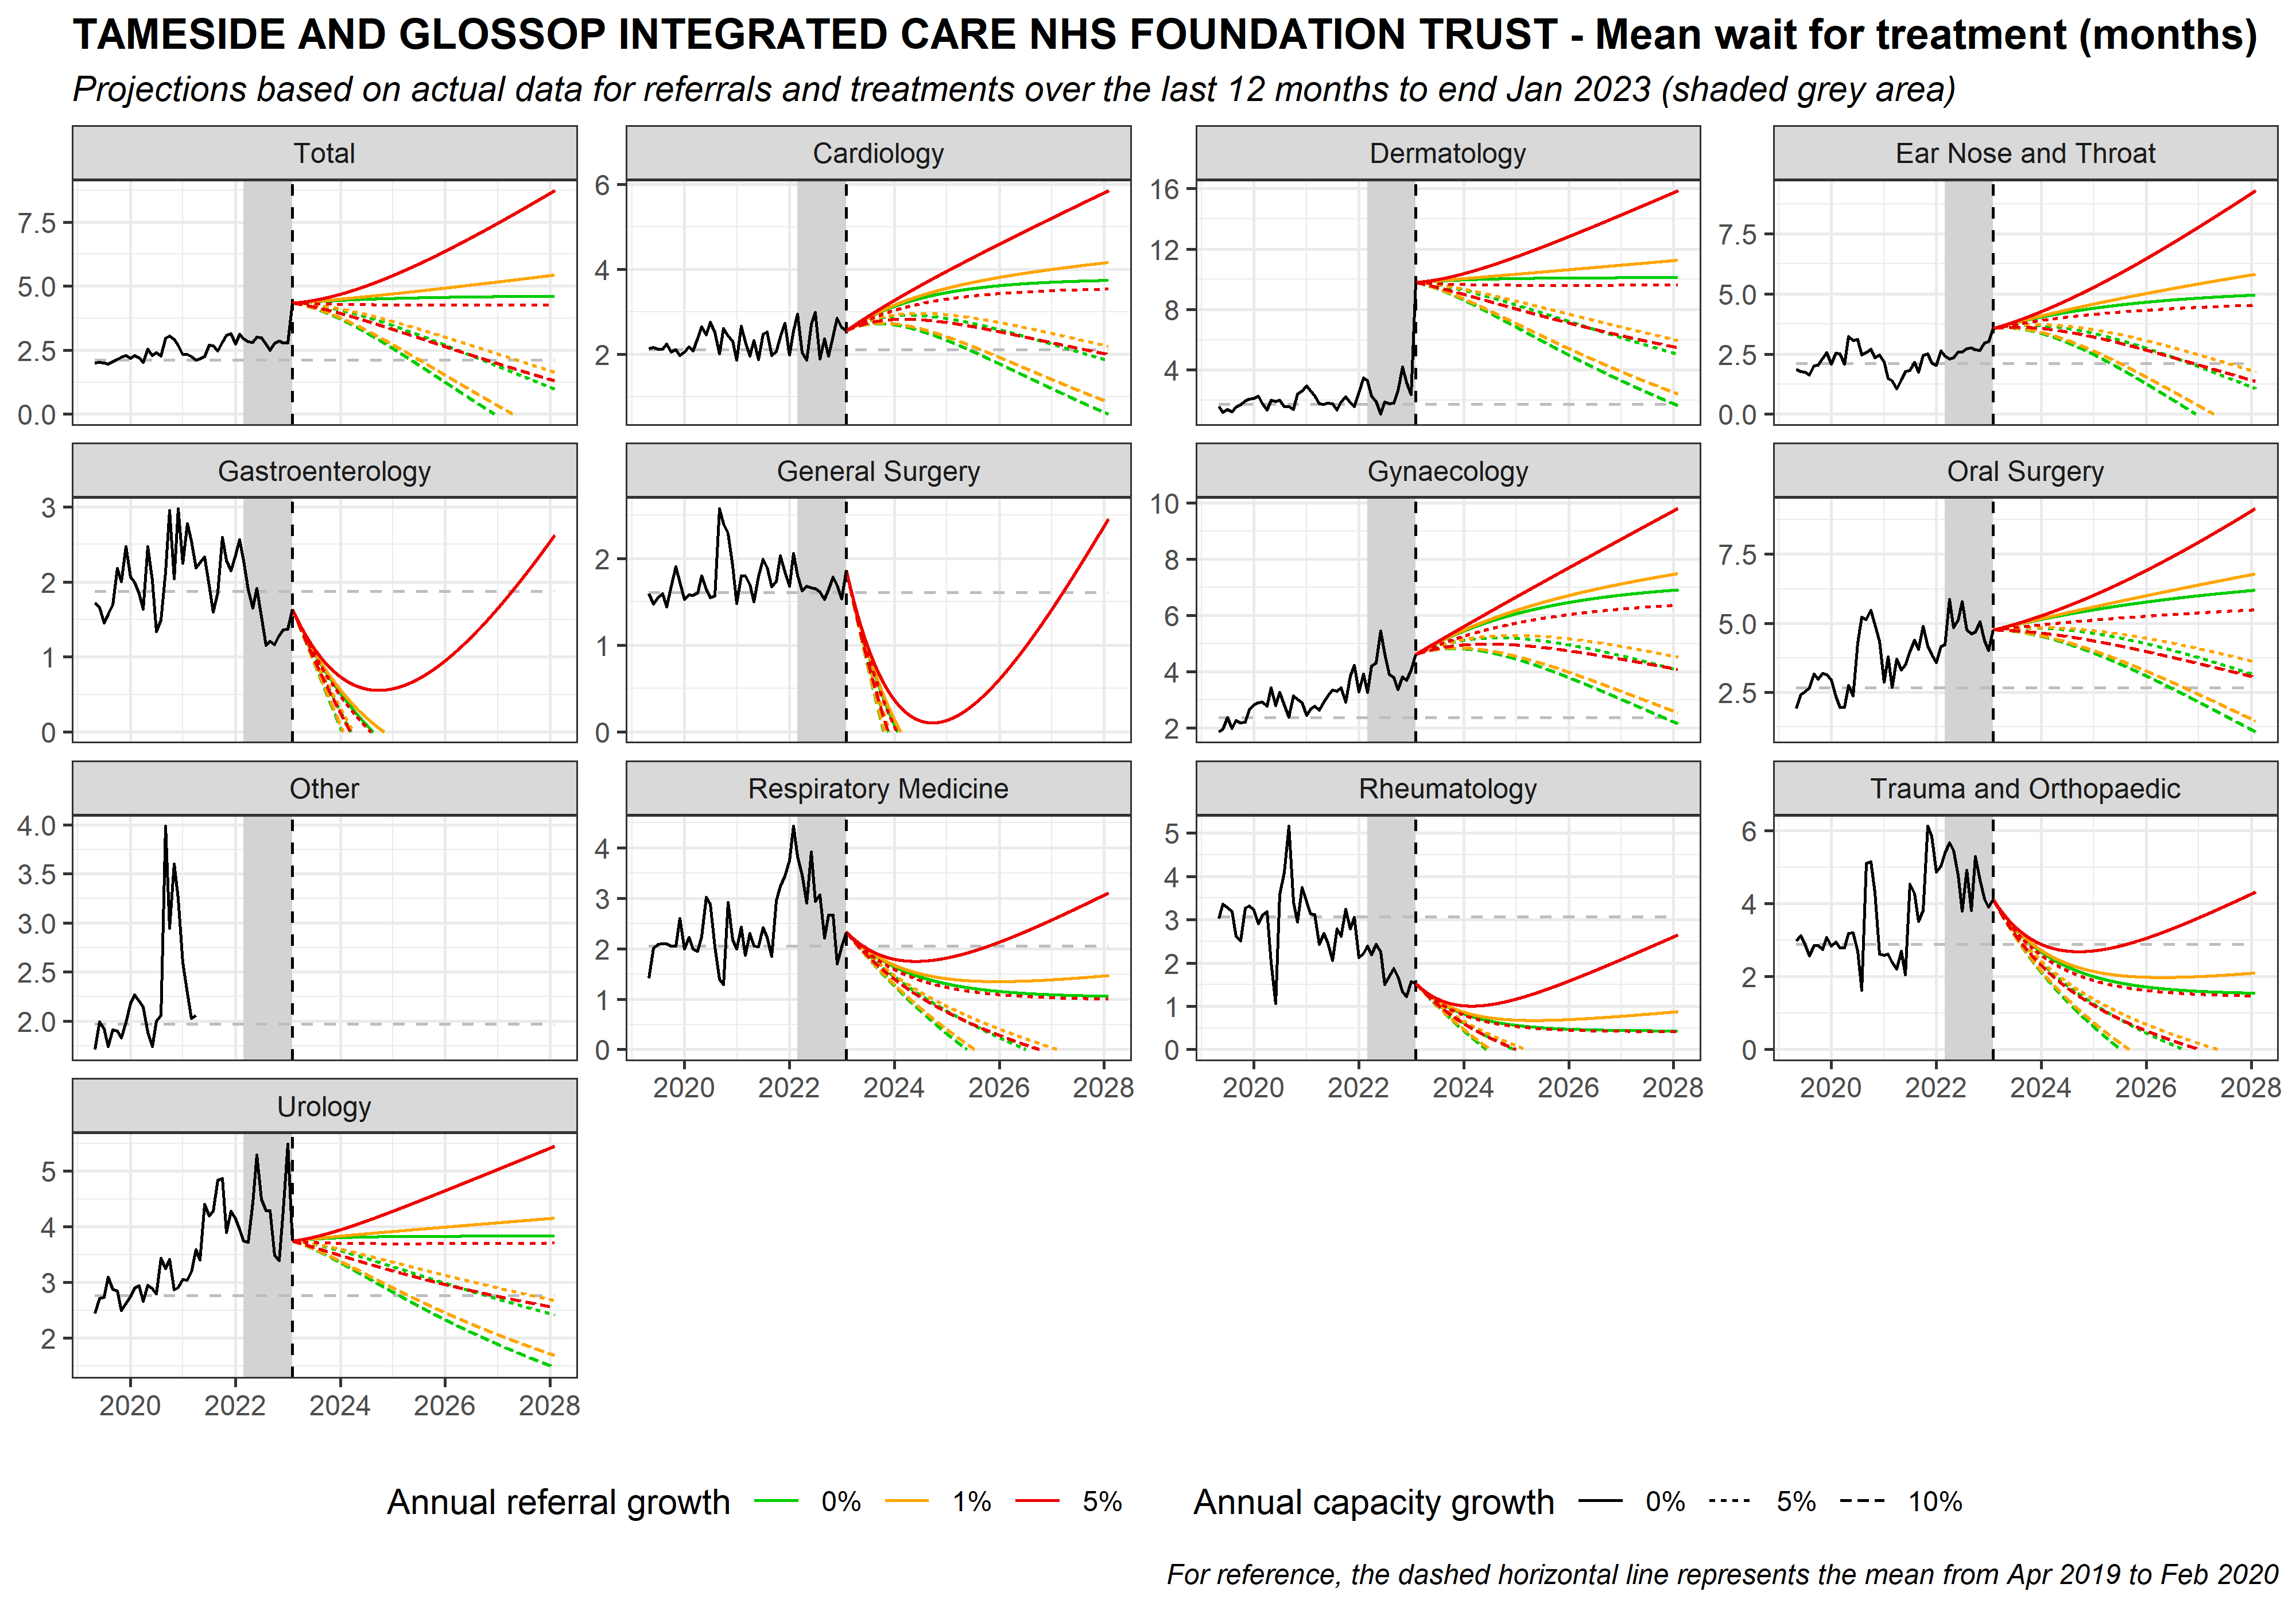 TAMESIDE AND GLOSSOP INTEGRATED CARE NHS FOUNDATION TRUST - Mean wait for treatment (months)
Projections based on actual data for referrals and treatments over the last 12 months to end Jan 2023 (shaded grey area)
Total
7.5
5.0
2.5
0.0
Cardiology
6
4
2
Dermatology
16
12
8
4
Ear Nose and Throat
7.5
5.0
2.5
0.0
Gastroenterology
3
2
1
0
General Surgery
2
1
0
Gynaecology
10
8
6
4
2
Oral Surgery
7.5
5.0
2.5
Other
4.0
3.5
3.0
2.5
2.0
Respiratory Medicine
4
3
2
1
0
2020 2022 2024 2026 2028
Rheumatology
5
4
3
2
1
0
2020 2022 2024 2026 2028
Trauma and Orthopaedic
6
4
2
0
2020 2022 2024 2026 2028
Urology
5
4
3
2
2020 2022 2024 2026 2028
Annual referral growth 0% 1% 5%
Annual capacity growth 0% 5% 10%
For reference, the dashed horizontal line represents the mean from Apr 2019 to Feb 2020